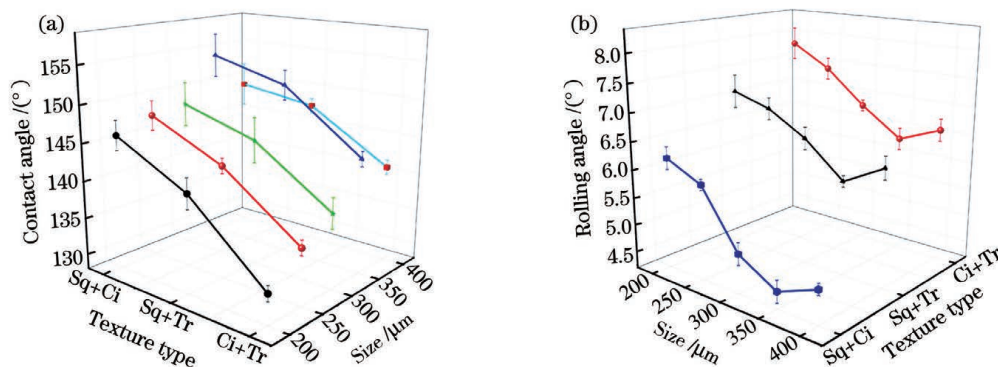 (a)
Contact angle /(°)
155
150
145
140
135
130
Sq+Ci
Sq+Tr
Ci+Tr
Texture type
200
250
300
350
400
Size /μm
(b)
Rolling angle /(°)
8.0
7.5
7.0
6.5
6.0
5.5
5.0
4.5
200
250
300
350
400
Size /μm
Sq+Ci
Sq+Tr
Ci+Tr
Texture type